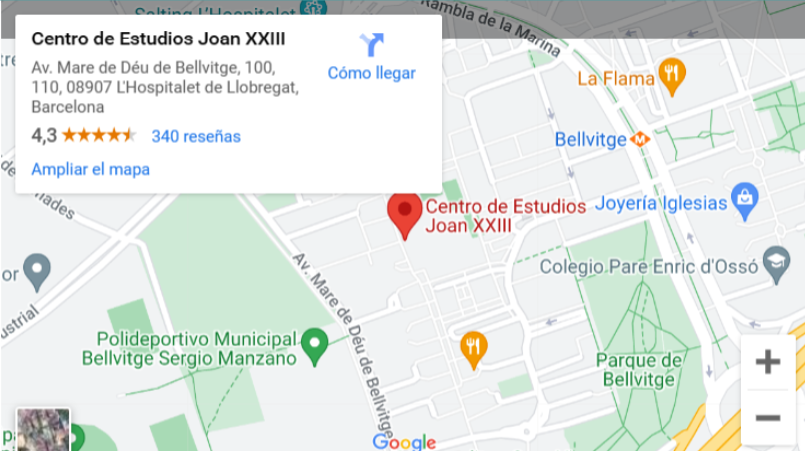 Salting L'Hospitalet
Rambla de la Marina
Centro de Estudios Joan XXIII
Av. Mare de Déu de Bellvitge, 100,
110, 08907 L'Hospitalet de Llobregat,
Barcelona
Cómo llegar
4,3
340 reseñas
Ampliar el mapa
La Flama
Bellvitge
M
Centro de Estudios
Joan XXIII
Joyería Iglesias
Colegio Pare Enric d'Ossó
or
Av. Mare de Déu de Bellvitge
Polideportivo Municipal
Bellvitge Sergio Manzano
Parque de
Bellvitge
Google
+
−